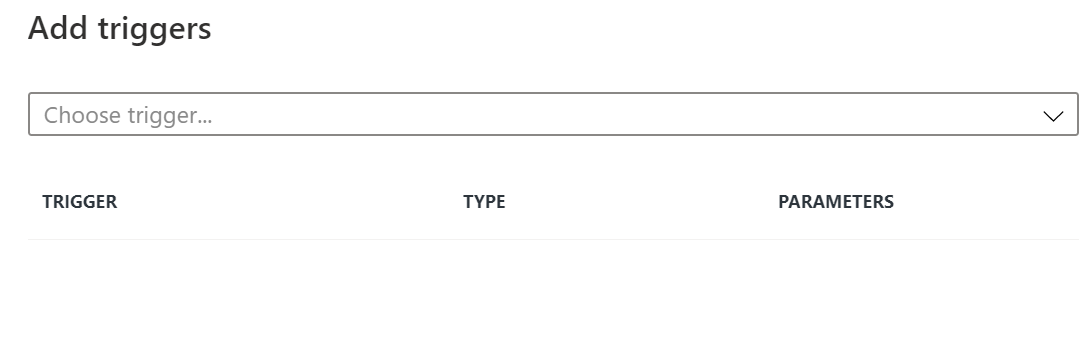 Add triggers
Choose trigger...
TRIGGER TYPE PARAMETERS